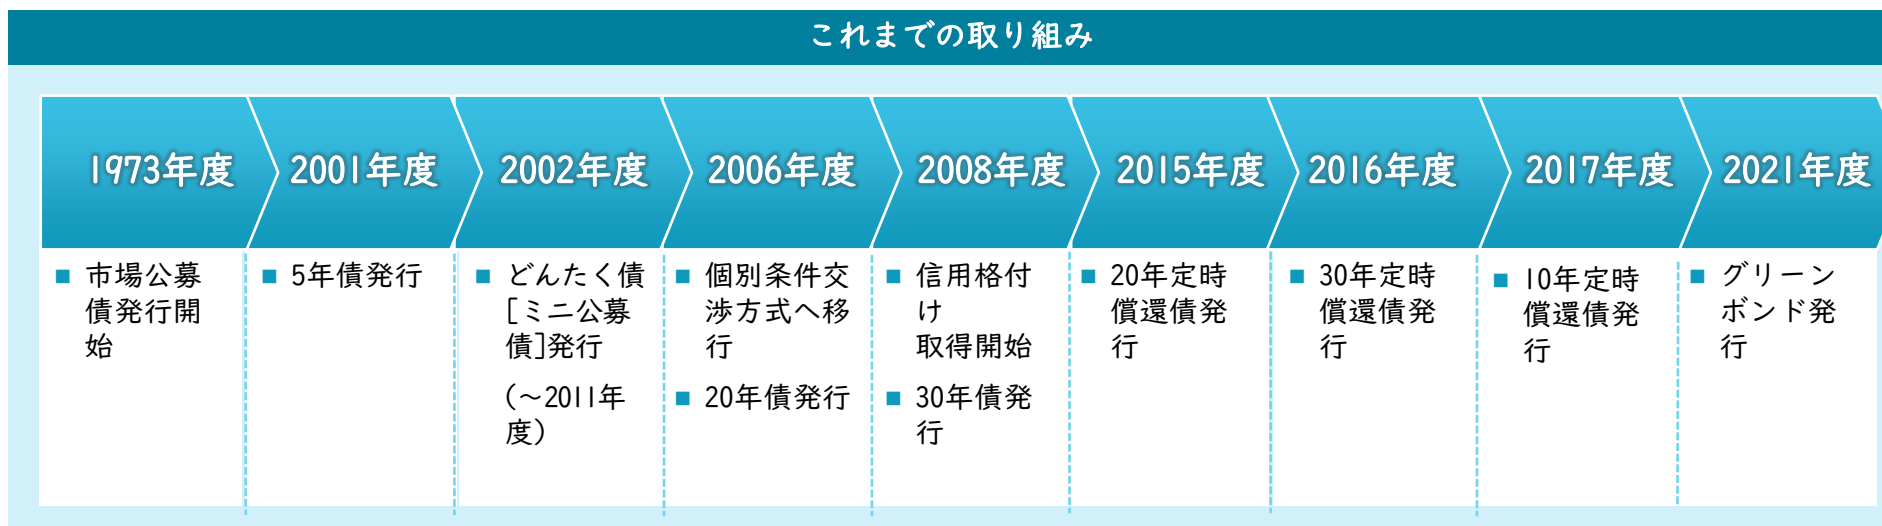 これまでの取り組み
1973年度
2001年度
2002年度
2006年度
2008年度
2015年度
2016年度
2017年度
2021年度
■ 市場公募
債発行開
始
■ 5年債発行
■ どんたく債
[ミニ公募
債]発行
(～2011年
度)
■ 個別条件交
渉方式へ移
行
■ 20年債発行
■ 信用格付
け
取得開始
■ 30年債発
行
■ 20年定時
償還債発
行
■ 30年定時
償還債発
行
■ 10年定時
償還債発
行
■ グリーン
ボンド発
行